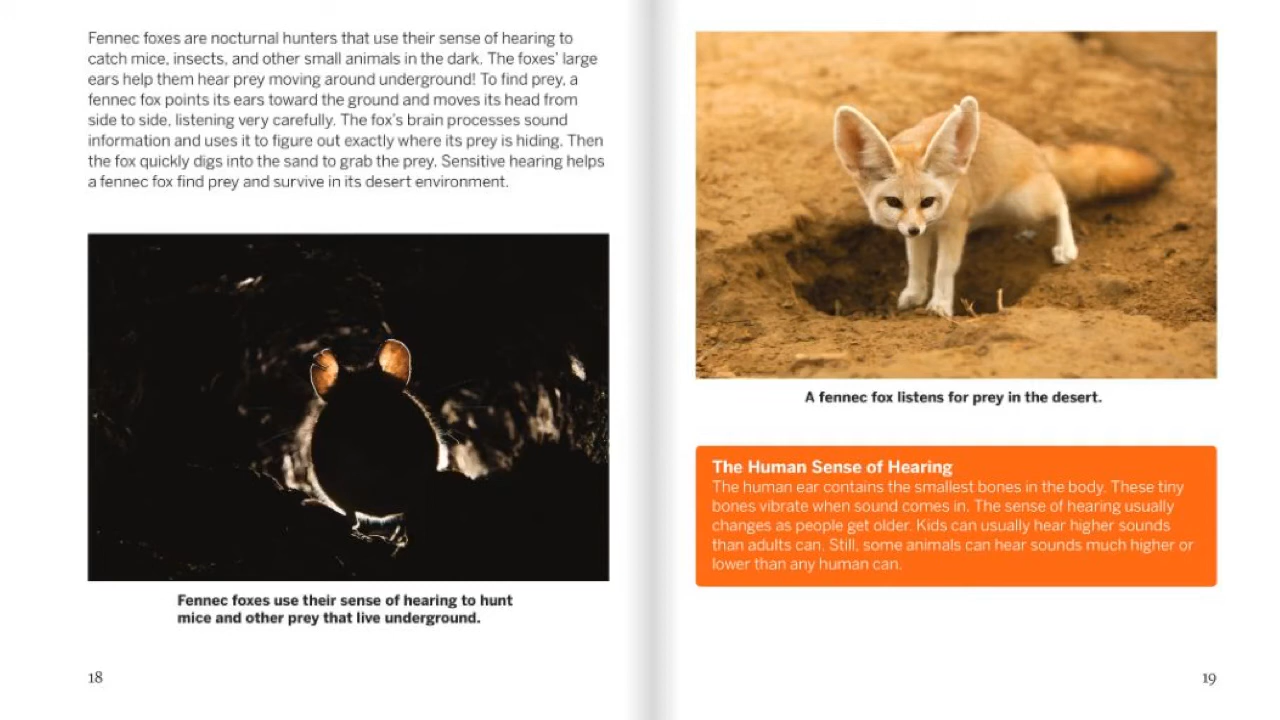 Fennec foxes are nocturnal hunters that use their sense of hearing to
catch mice, insects, and other small animals in the dark. The foxes’ large
ears help them hear prey moving around underground! To find prey, a
fennec fox points its ears toward the ground and moves its head from
side to side, listening very carefully. The fox’s brain processes sound
information and uses it to figure out exactly where its prey is hiding. Then
the fox quickly digs into the sand to grab the prey. Sensitive hearing helps
a fennec fox find prey and survive in its desert environment.
Fennec foxes use their sense of hearing to hunt
mice and other prey that live underground.
18
A fennec fox listens for prey in the desert.
The Human Sense of Hearing
The human ear contains the smallest bones in the body. These tiny
bones vibrate when sound comes in. The sense of hearing usually
changes as people get older. Kids can usually hear higher sounds
than adults can. Still, some animals can hear sounds much higher or
lower than any human can.
19